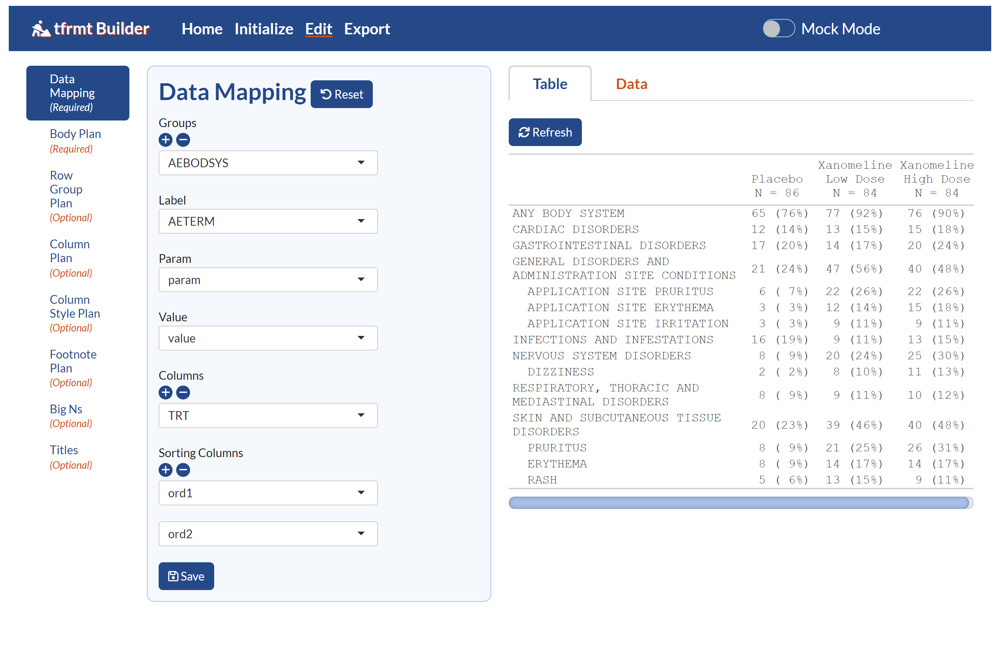 tfrmt Builder Home Initialize Edit Export Mock Mode
Data
Mapping
(Required)
Body Plan
(Required)
Row
Group
Plan
(Optional)
Column
Plan
(Optional)
Column
Style Plan
(Optional)
Footnote
Plan
(Optional)
Big Ns
(Optional)
Titles
(Optional)
Data Mapping Reset
Groups
AEBODSYS
Label
AETERM
Param
param
Value
value
Columns
TRT
Sorting Columns
ord1
ord2
Save
Table Data
Refresh
Xanomeline Xanomeline
Placebo Low Dose High Dose
N = 86 N = 84 N = 84
ANY BODY SYSTEM 65 (76%) 77 (92%) 76 (90%)
CARDIAC DISORDERS 12 (14%) 13 (15%) 15 (18%)
GASTROINTESTINAL DISORDERS 17 (20%) 14 (17%) 20 (24%)
GENERAL DISORDERS AND
ADMINISTRATION SITE CONDITIONS 21 (24%) 47 (56%) 40 (48%)
APPLICATION SITE PRURITUS 6 ( 7%) 22 (26%) 22 (26%)
APPLICATION SITE ERYTHEMA 3 ( 3%) 12 (14%) 15 (18%)
APPLICATION SITE IRRITATION 3 ( 3%) 9 (11%) 9 (11%)
INFECTIONS AND INFESTATIONS 16 (19%) 9 (11%) 13 (15%)
NERVOUS SYSTEM DISORDERS 8 ( 9%) 20 (24%) 25 (30%)
DIZZINESS 2 ( 2%) 8 (10%) 11 (13%)
RESPIRATORY, THORACIC AND
MEDIASTINAL DISORDERS 8 ( 9%) 9 (11%) 10 (12%)
SKIN AND SUBCUTANEOUS TISSUE
DISORDERS 20 (23%) 39 (46%) 40 (48%)
PRURITUS 8 ( 9%) 21 (25%) 26 (31%)
ERYTHEMA 8 ( 9%) 14 (17%) 14 (17%)
RASH 5 ( 6%) 13 (15%) 9 (11%)